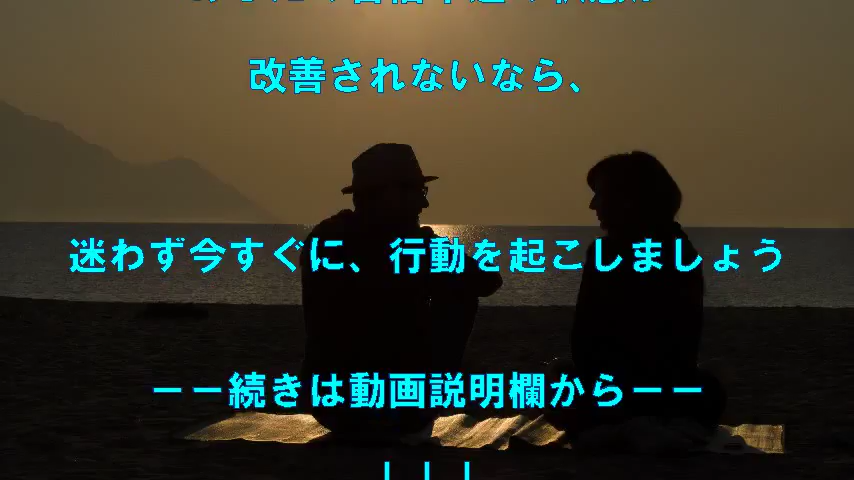 改善されないなら、
迷わず今すぐに、行動を起こしましょう
ーー続きは動画説明欄からーー